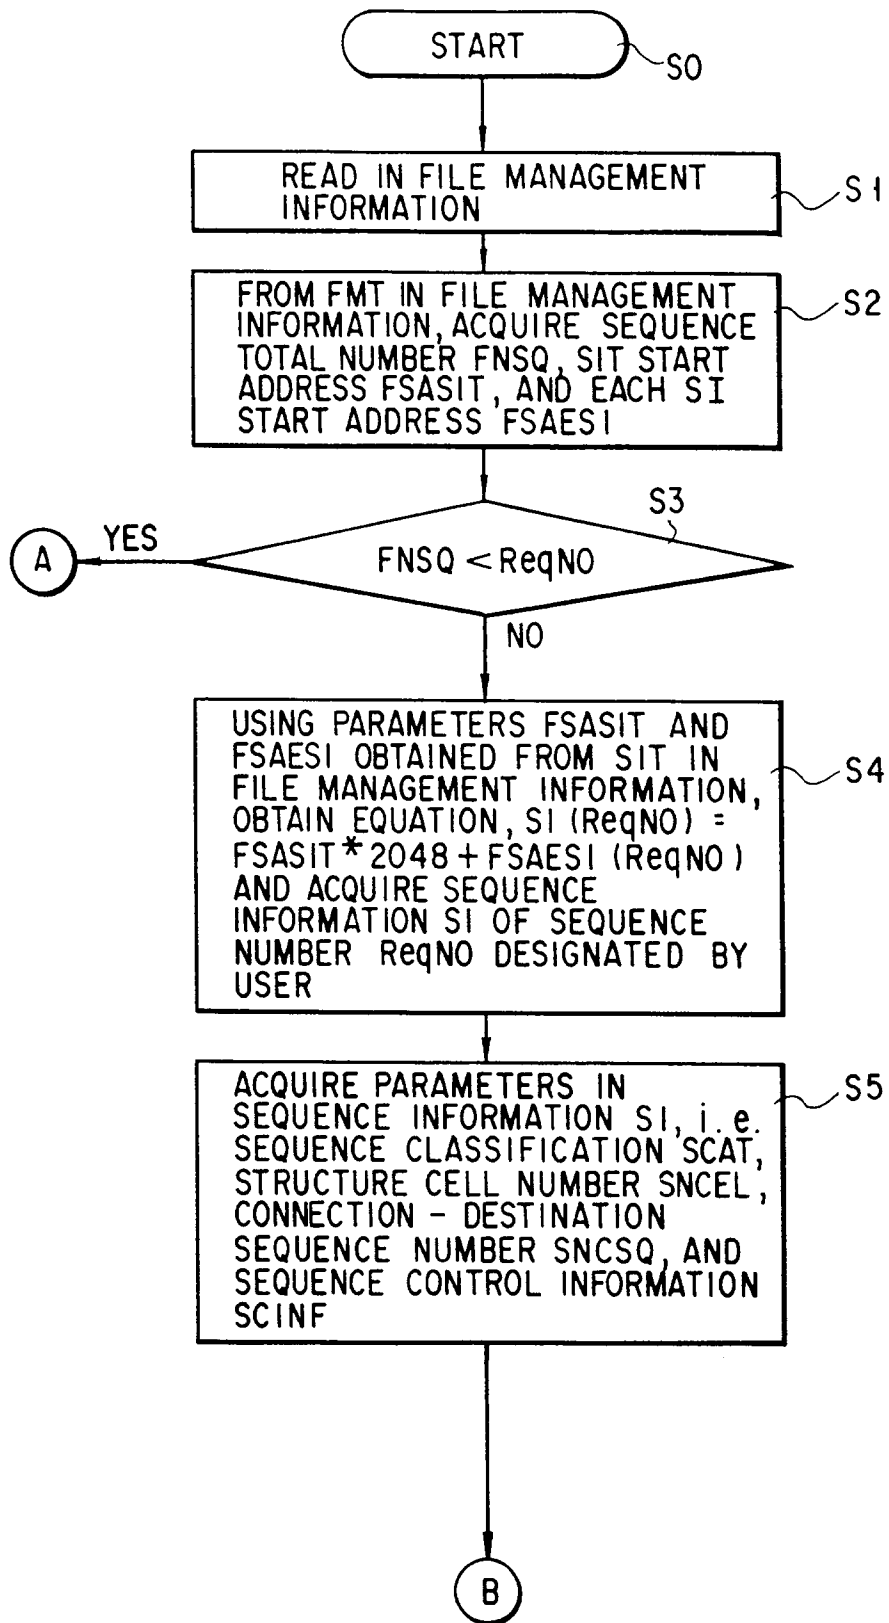 START
S0
READ IN FILE MANAGEMENT
INFORMATION
S1
FROM FMT IN FILE MANAGEMENT
INFORMATION, ACQUIRE SEQUENCE
TOTAL NUMBER FNSQ, SIT START
ADDRESS FSASIT, AND EACH SI
START ADDRESS FSAESI
S2
S3
FNSQ < ReqNO
YES
A
NO
USING PARAMETERS FSASIT AND
FSAESI OBTAINED FROM SIT IN
FILE MANAGEMENT INFORMATION,
OBTAIN EQUATION, SI (ReqNO) =
FSASIT * 2048 + FSAESI (ReqNO)
AND ACQUIRE SEQUENCE
INFORMATION SI OF SEQUENCE
NUMBER ReqNO DESIGNATED BY
USER
S4
ACQUIRE PARAMETERS IN
SEQUENCE INFORMATION SI, i.e.
SEQUENCE CLASSIFICATION SCAT,
STRUCTURE CELL NUMBER SNCEL,
CONNECTION - DESTINATION
SEQUENCE NUMBER SNCSQ, AND
SEQUENCE CONTROL INFORMATION
SCINF
S5
B